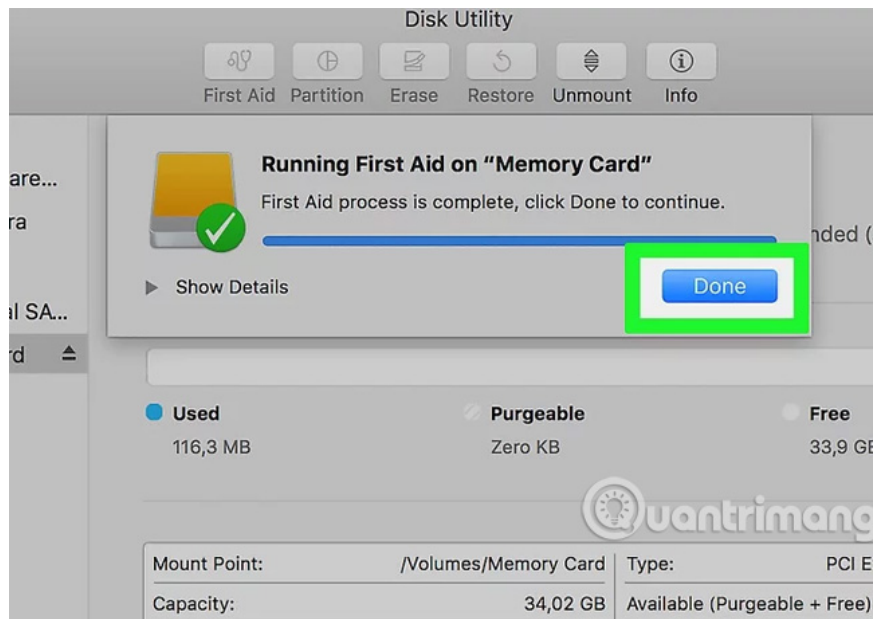 Disk Utility
First Aid Partition Erase Restore Unmount Info
Running First Aid on “Memory Card”
are...
First Aid process is complete, click Done to continue.
ra
nded (
Show Details Done
al SA...
rd
Used Purgeable Free
116,3 MB Zero KB 33,9 GB
Quantrimang
Mount Point: /Volumes/Memory Card Type: PCI E
Capacity: 34,02 GB Available (Purgeable + Free)